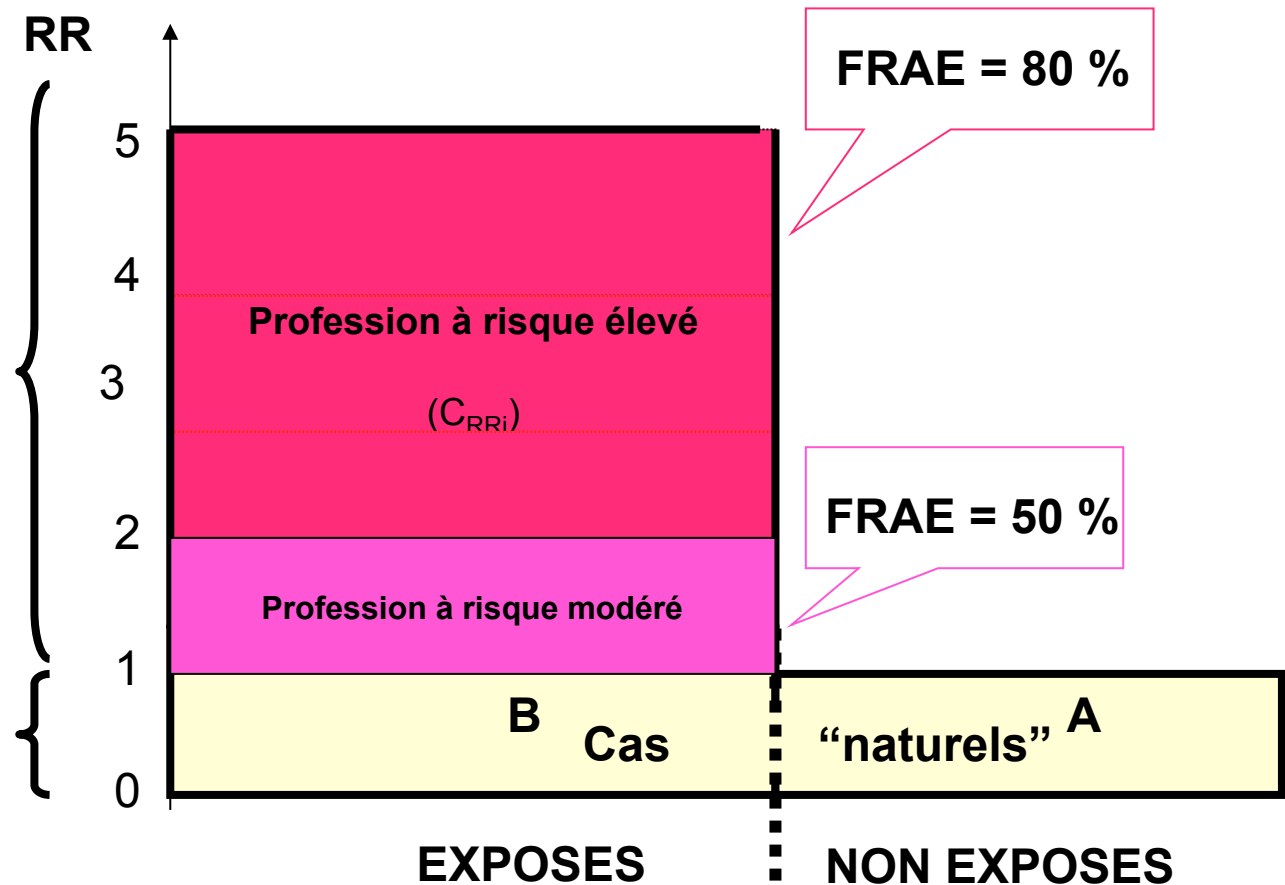 RR
FRAE = 80 %
5
4
Profession à risque élevé
3
(CRRi)
2
FRAE = 50 %
Profession à risque modéré
1
B
A
Cas
“naturels”
0
EXPOSES
NON EXPOSES